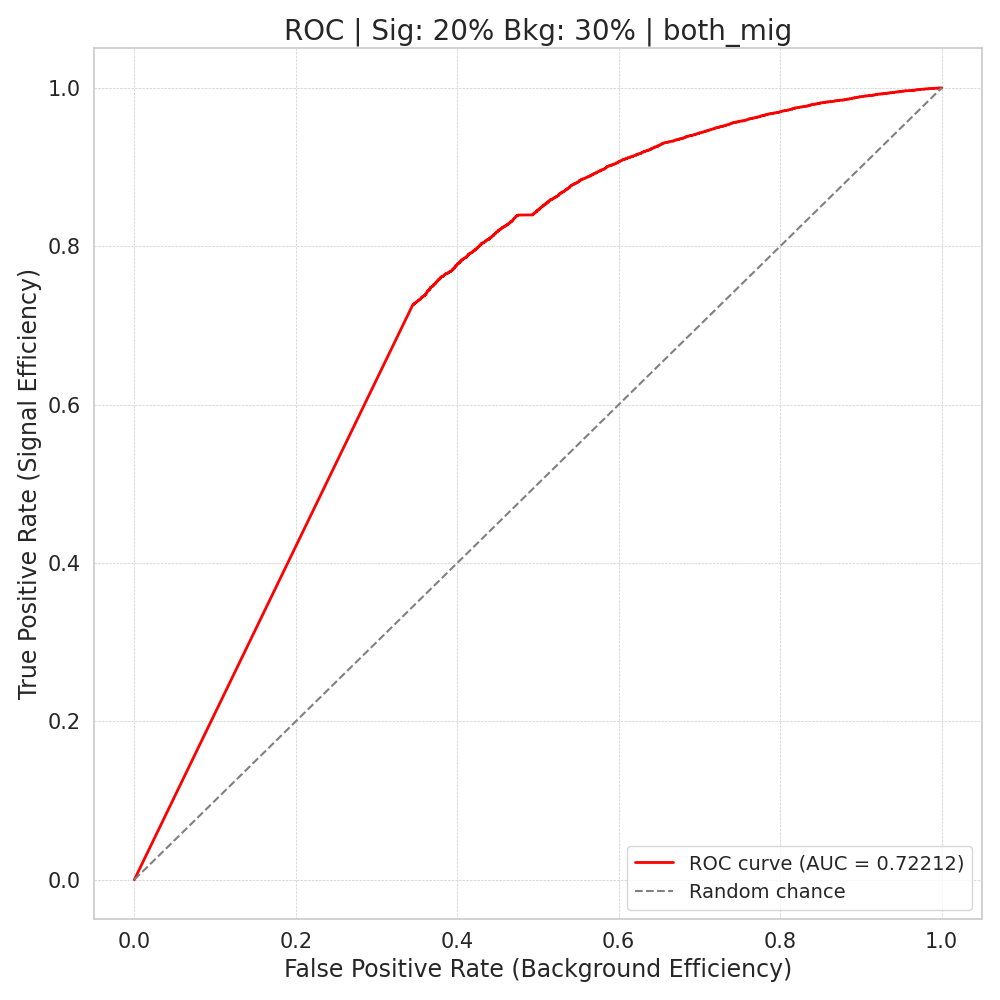 ROC | Sig: 20% Bkg: 30% | both_mig
True Positive Rate (Signal Efficiency)
1.0
0.8
0.6
0.4
0.2
0.0
ROC curve (AUC = 0.72212)
Random chance
0.0 0.2 0.4 0.6 0.8 1.0
False Positive Rate (Background Efficiency)